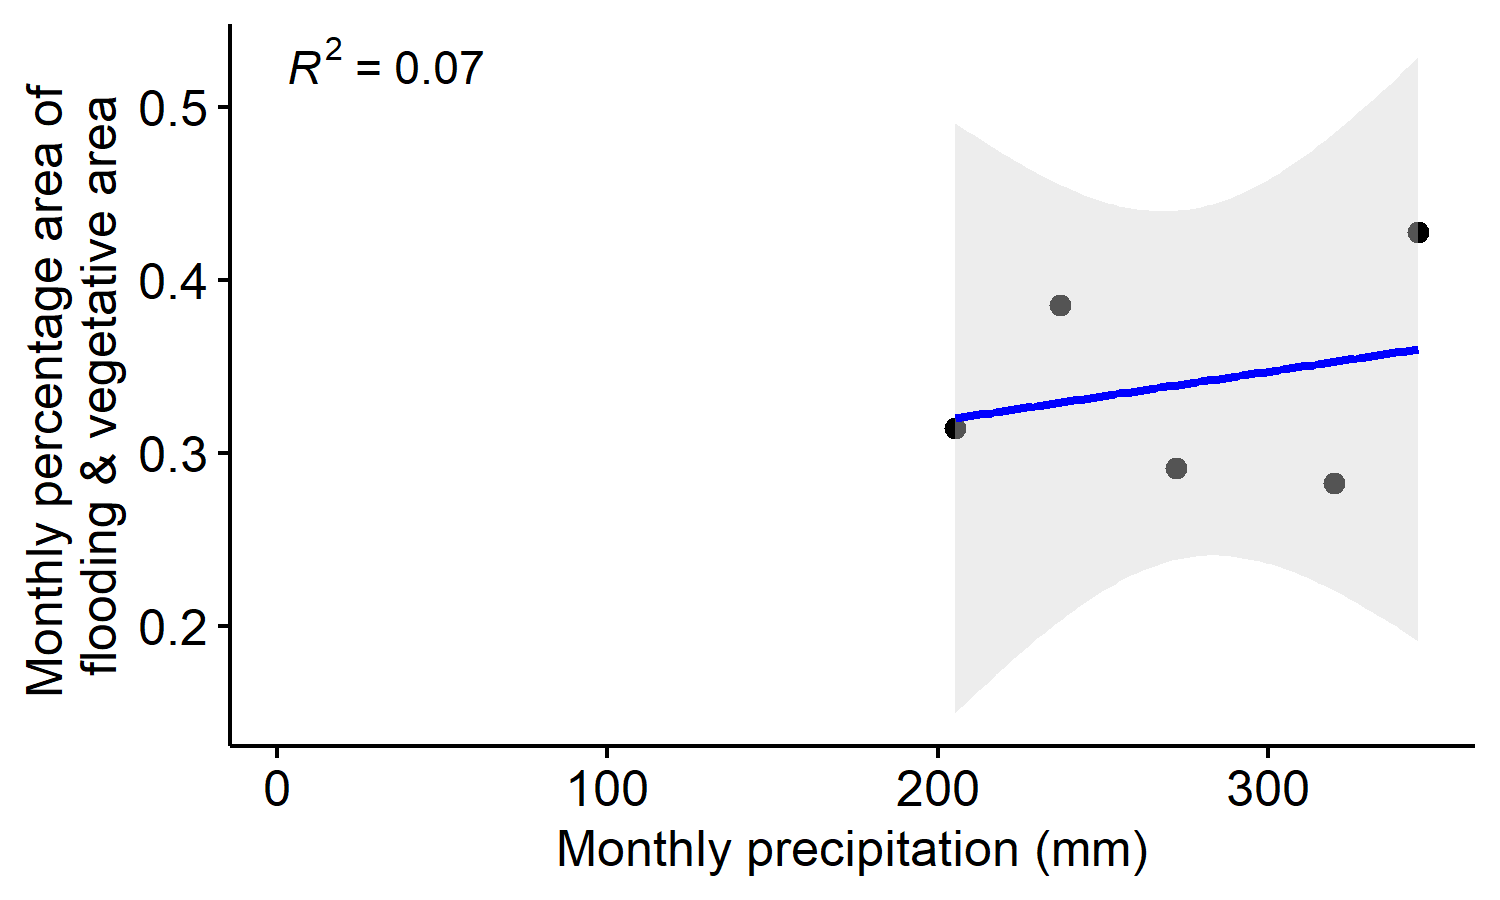 R² = 0.07
Monthly percentage area of
flooding & vegetative area
0.5
0.4
0.3
0.2
0 100 200 300
Monthly precipitation (mm)